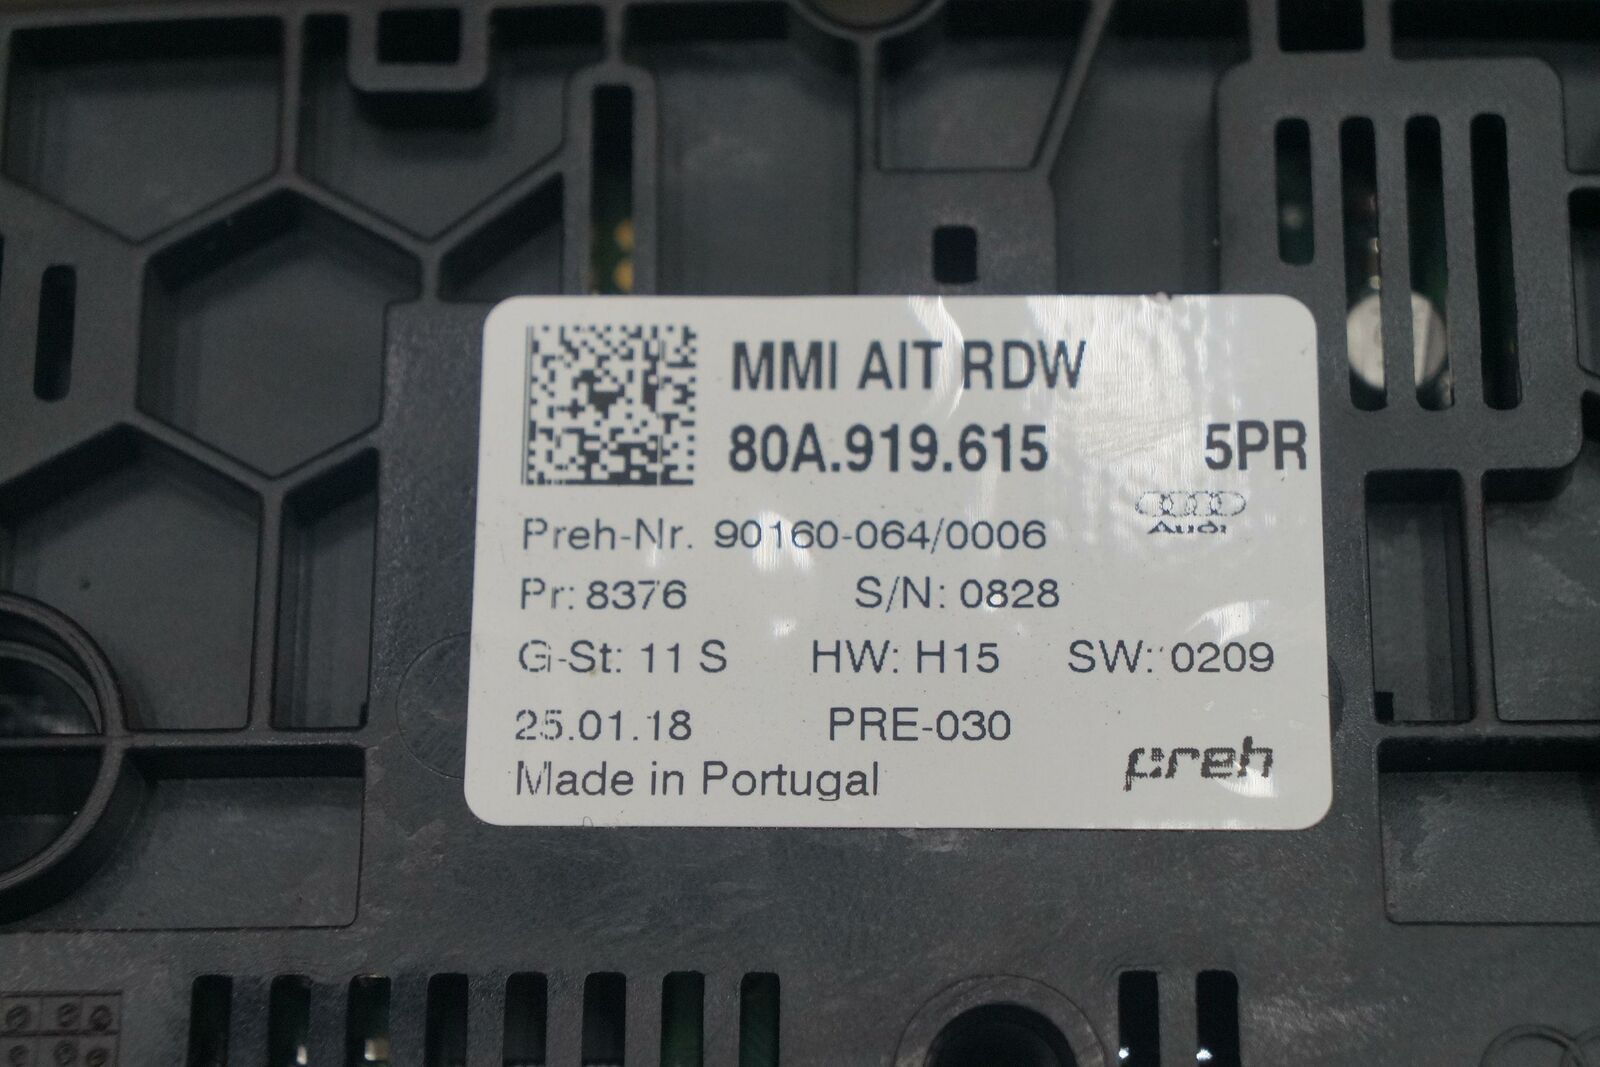 MMI AIT RDW
80A.919.615 5PR
Audi
Preh-Nr. 90160-064/0006
Pr: 8376 S/N: 0828
G-St: 11 S HW: H15 SW: 0209
25.01.18 PRE-030
Made in Portugal
preh